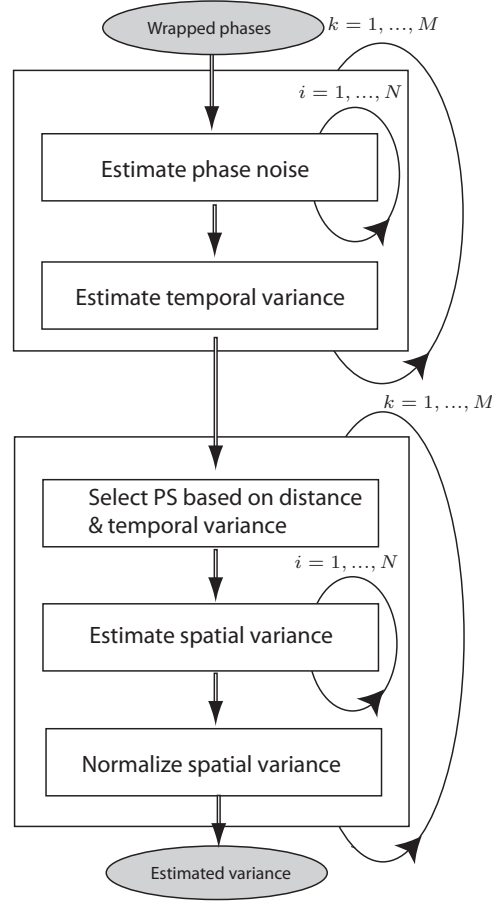 Wrapped phases
k = 1, ..., M
i = 1, ..., N
Estimate phase noise
Estimate temporal variance
k = 1, ..., M
Select PS based on distance
& temporal variance
i = 1, ..., N
Estimate spatial variance
Normalize spatial variance
Estimated variance